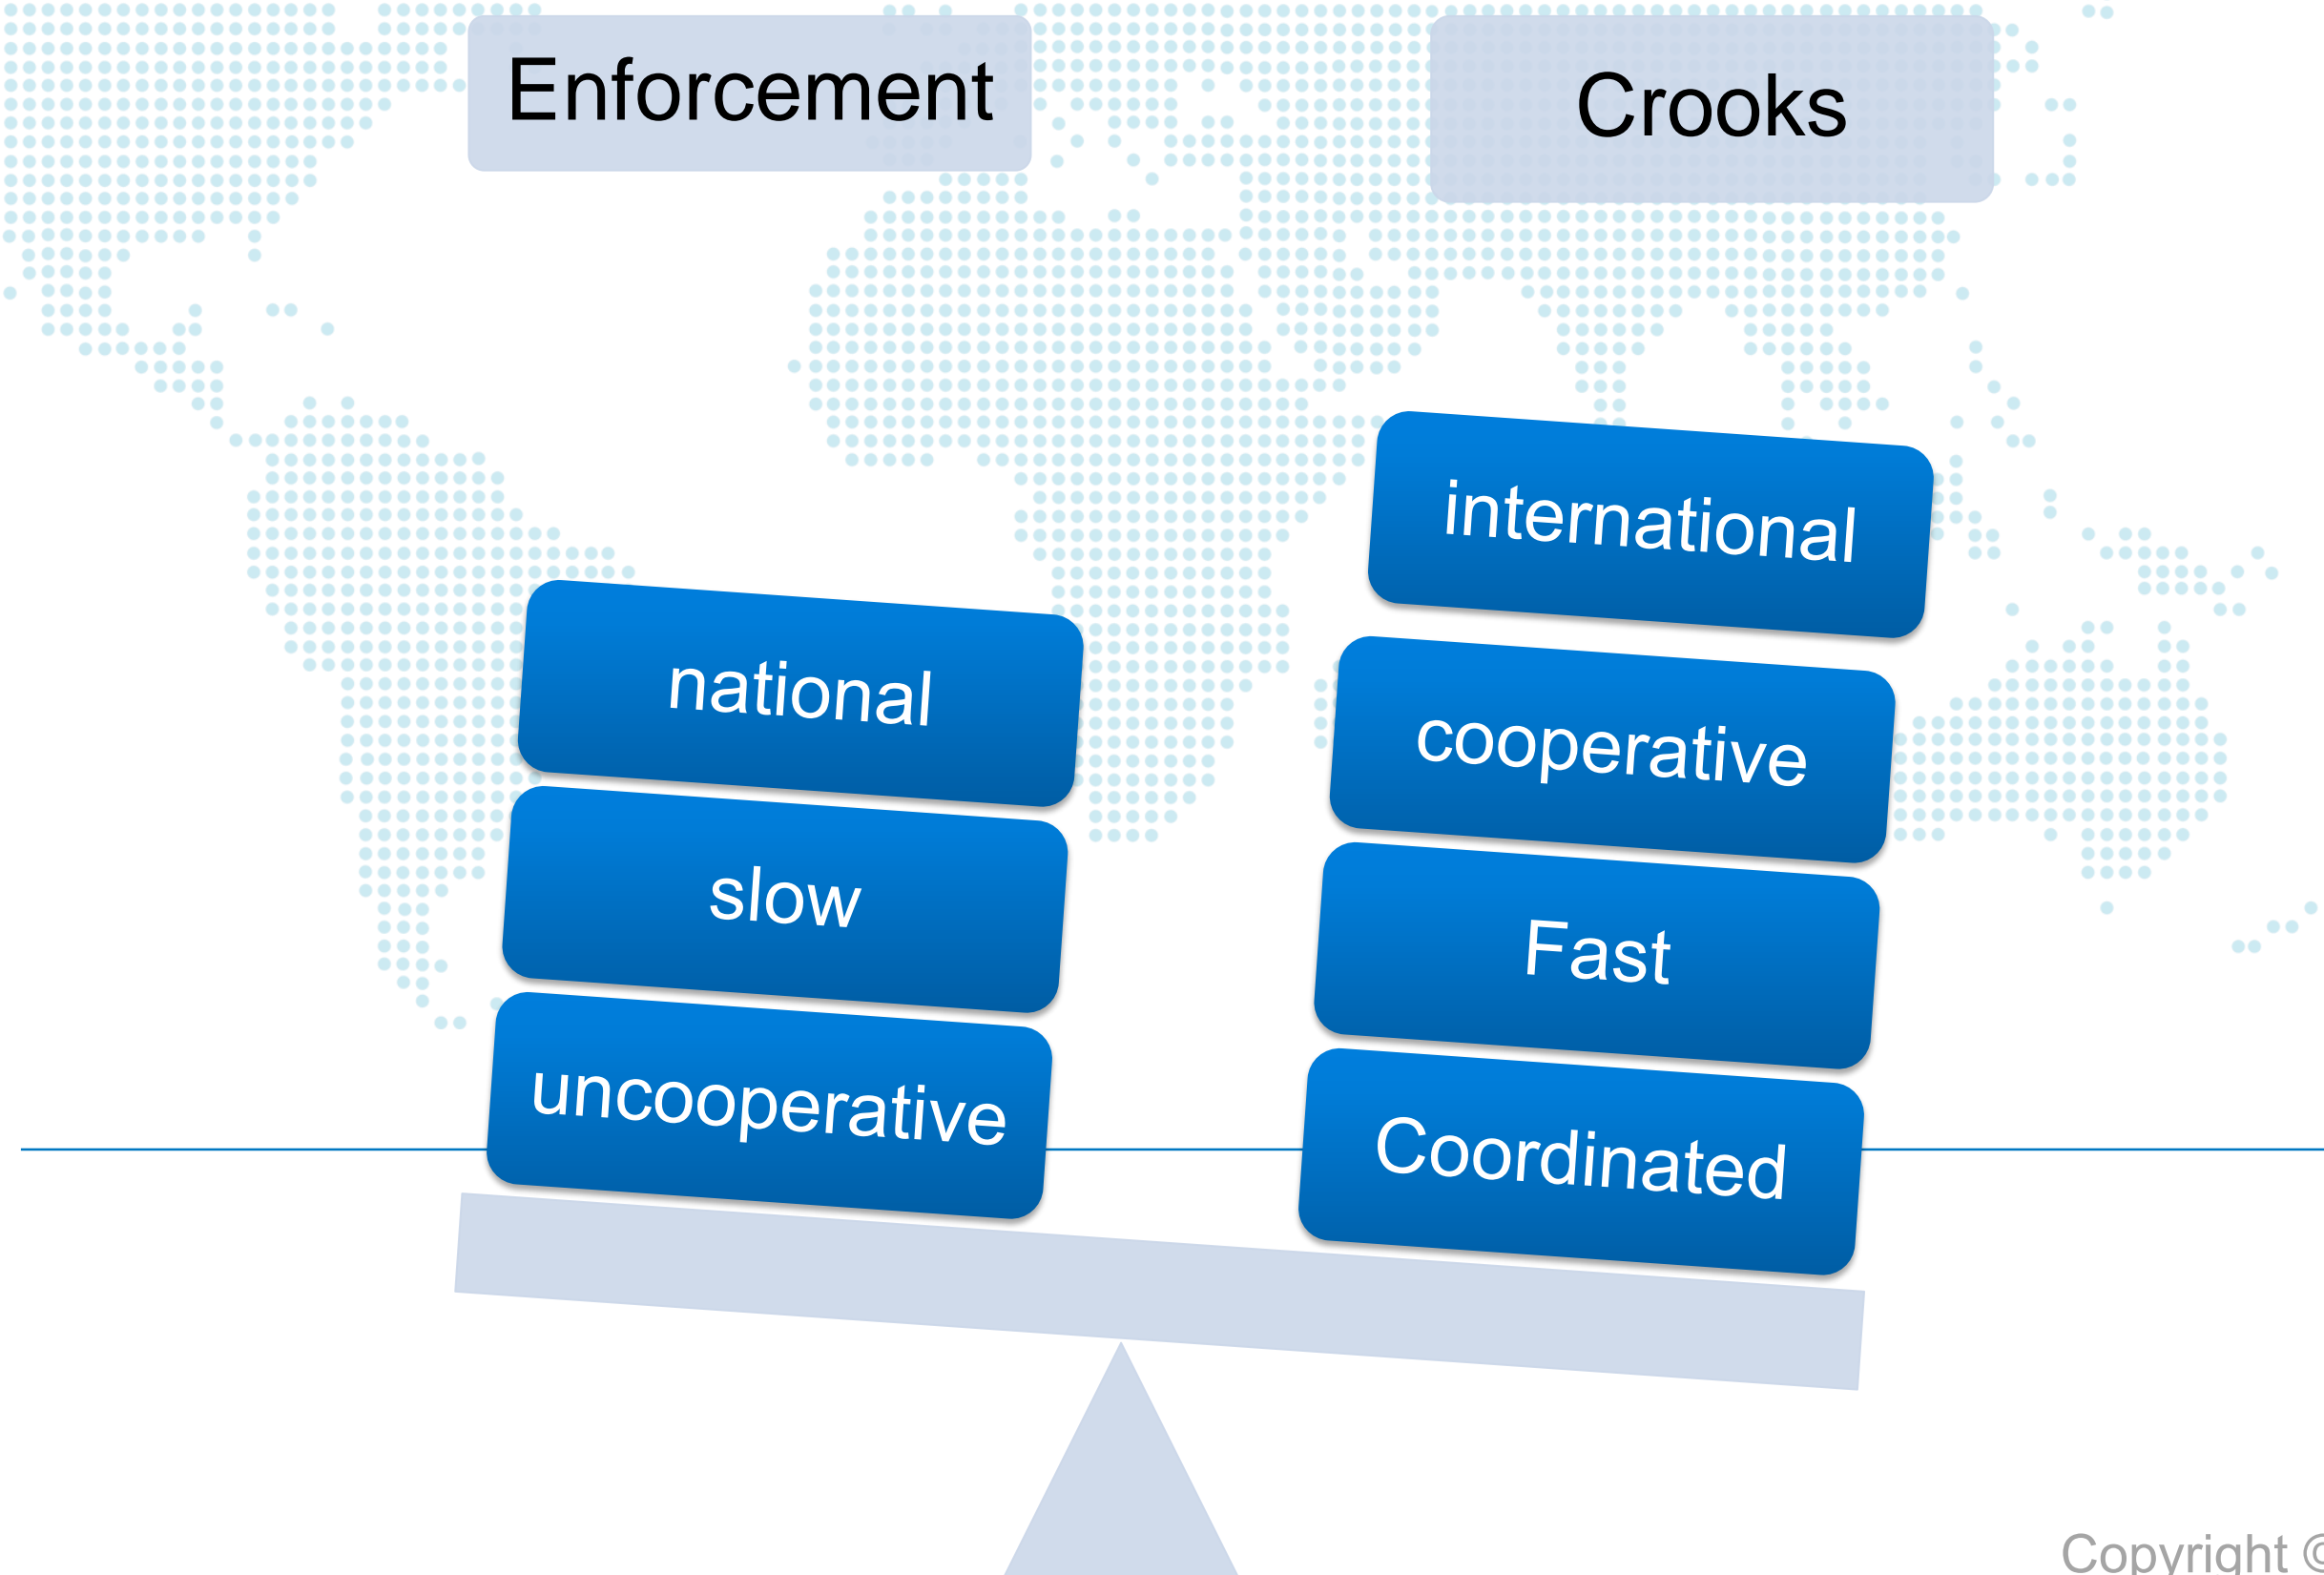 Enforcement
Crooks
national
slow
uncooperative
international
cooperative
Fast
Coordinated
Copyright ©